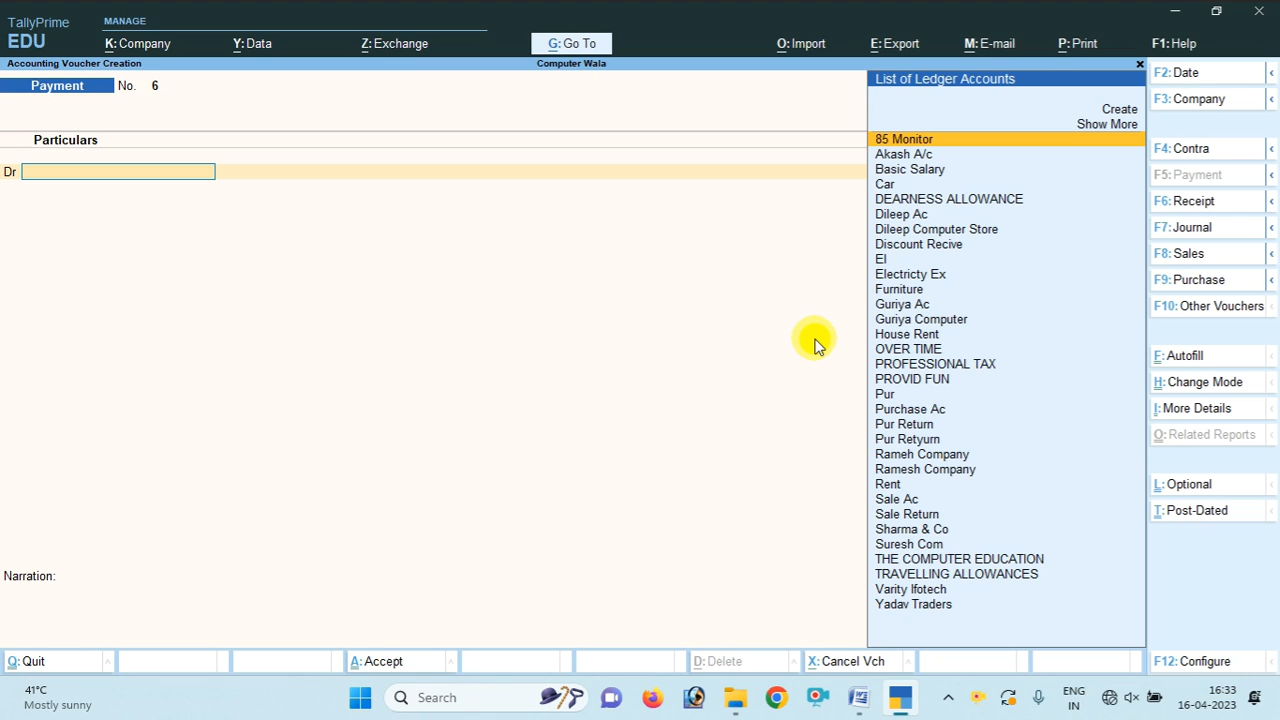 TallyPrime
EDU
MANAGE
K: Company
Y: Data
Z: Exchange
G: Go To
O: Import
E: Export
M: E-mail
P: Print
F1: Help
Accounting Voucher Creation
Computer Wala
Payment No. 6
Particulars
Dr
Narration:
List of Ledger Accounts
Create
Show More
85 Monitor
Akash A/c
Basic Salary
Car
DEARNESS ALLOWANCE
Dileep Ac
Dileep Computer Store
Discount Recive
El
Electricty Ex
Furniture
Guriya Ac
Guriya Computer
House Rent
OVER TIME
PROFESSIONAL TAX
PROVID FUN
Pur
Purchase Ac
Pur Return
Pur Retyurn
Rameh Company
Ramesh Company
Rent
Sale Ac
Sale Return
Sharma & Co
Suresh Com
THE COMPUTER EDUCATION
TRAVELLING ALLOWANCES
Varity Ifotech
Yadav Traders
F2: Date
F3: Company
F4: Contra
F5: Payment
F6: Receipt
F7: Journal
F8: Sales
F9: Purchase
F10: Other Vouchers
F: Autofill
H: Change Mode
I: More Details
O: Related Reports
L: Optional
T: Post-Dated
F12: Configure
Q: Quit
A: Accept
D: Delete
X: Cancel Vch
41°C
Mostly sunny
Search
ENG
IN
16:33
16-04-2023